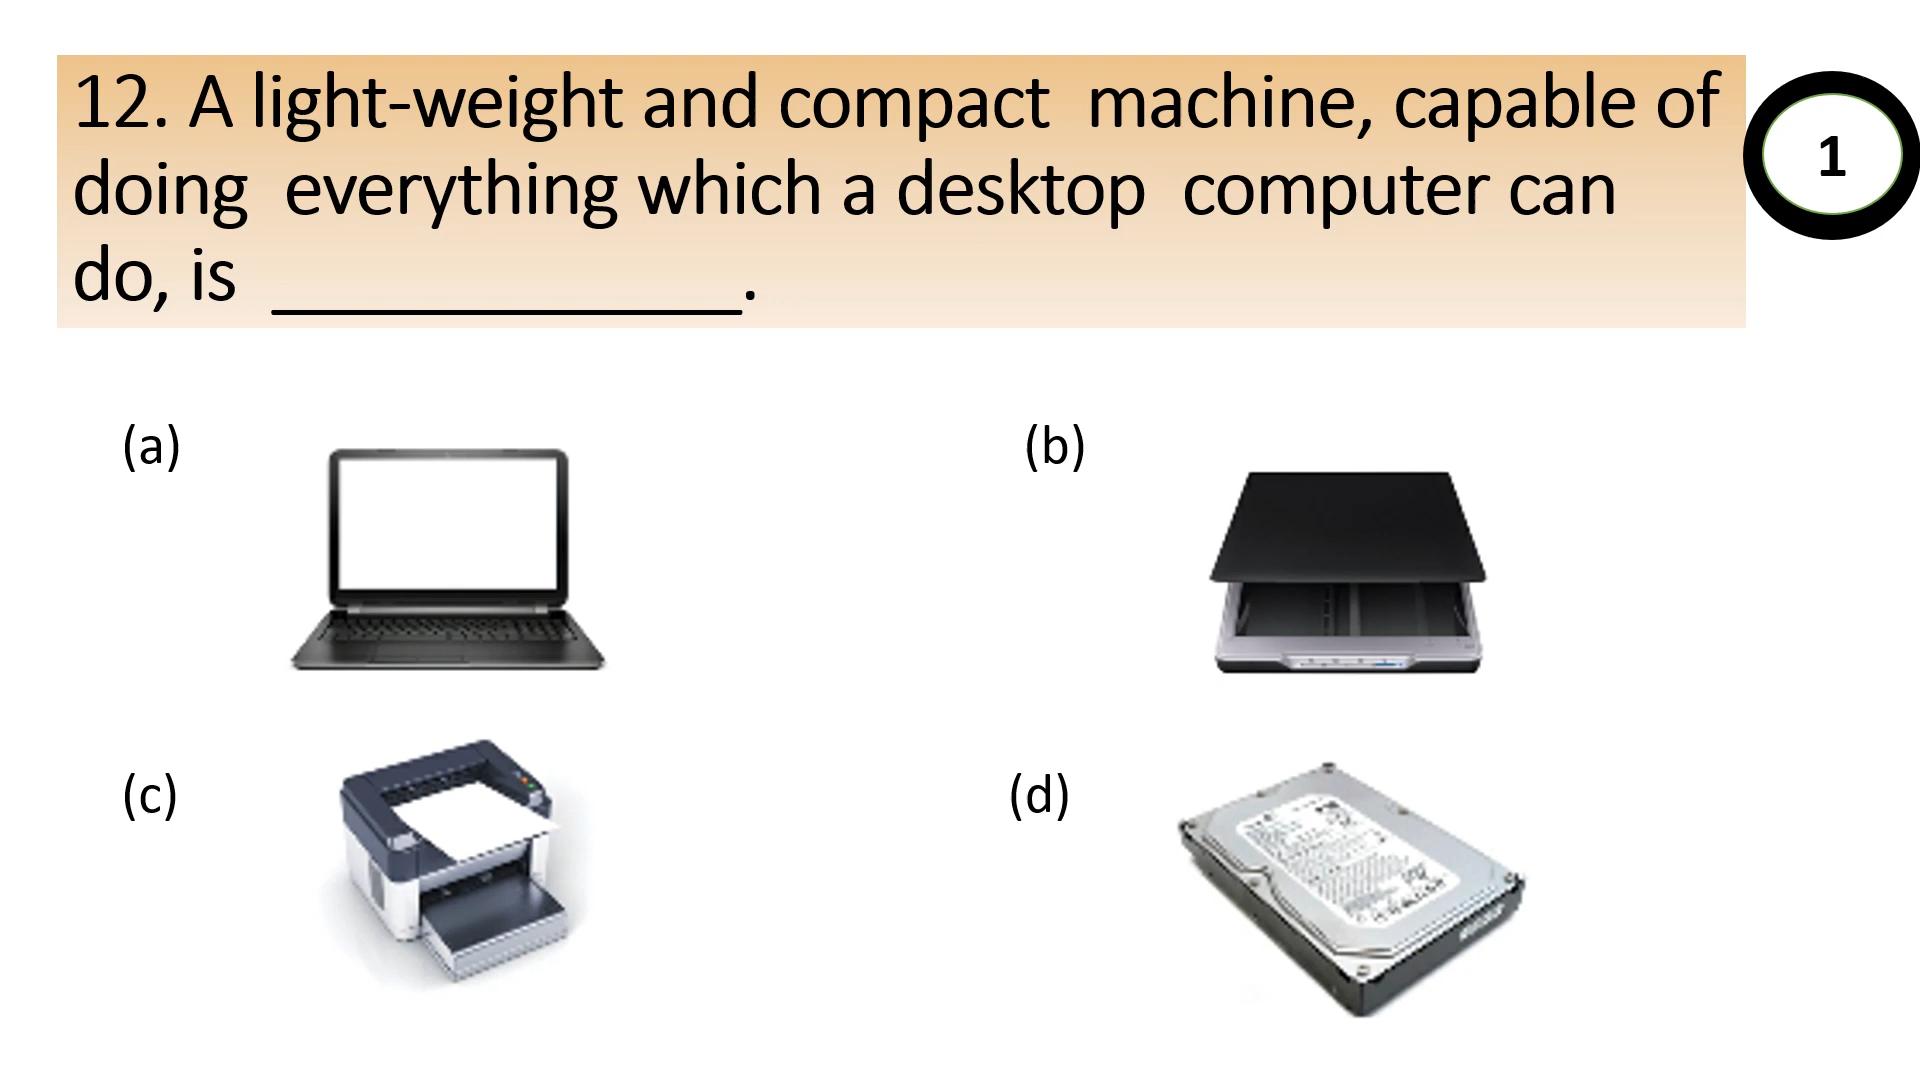 12. A light-weight and compact machine, capable of
doing everything which a desktop computer can
do, is ______________.
1
(a)
(b)
(c)
(d)